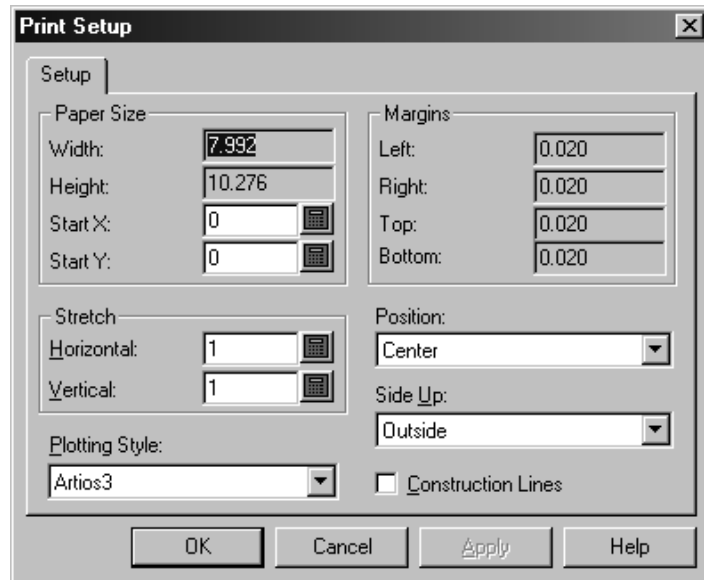 Print Setup
Setup
Paper Size
Width: 7.992
Height: 10.276
Start X: 0
Start Y: 0
Margins
Left: 0.020
Right: 0.020
Top: 0.020
Bottom: 0.020
Stretch
Horizontal: 1
Vertical: 1
Position:
Center
Side Up:
Outside
Plotting Style:
Artios3
Construction Lines
OK Cancel Apply Help